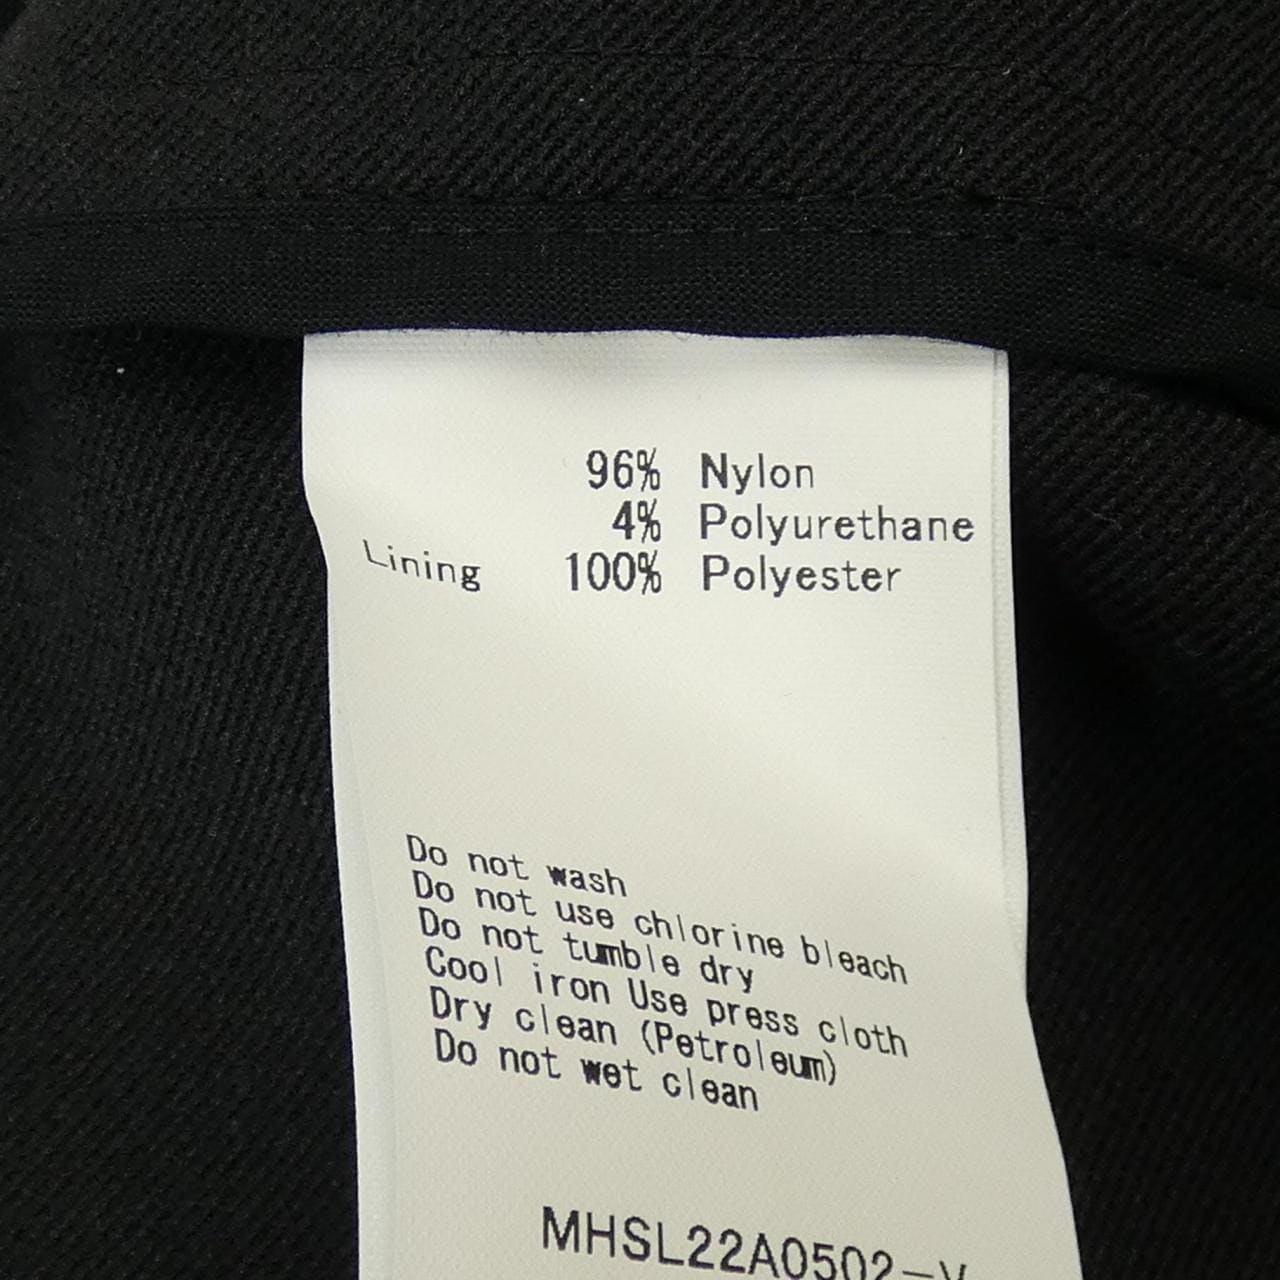 96% Nylon
4% Polyurethane
Lining 100% Polyester
Do not wash
Do not use chlorine bleach
Do not tumble dry
Cool iron Use press cloth
Dry clean (Petroleum)
Do not wet clean
MHSL22A0502-V